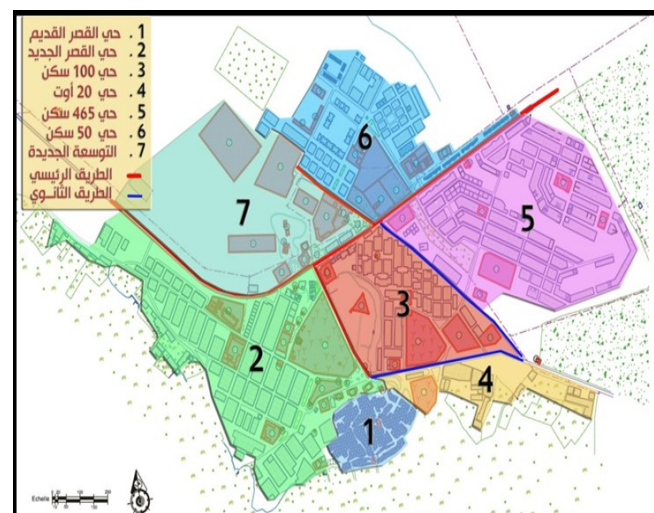 1 . حي القصر القديم
2 . حي القصر الجديد
3 . حي 100 سكن
4 . حي 20 أوت
5 . حي 465 سكن
6 . حي 50 سكن
7 . التوسعة الجديدة
الطريق الرئيسي
الطريق الثانوي
6
5
7
3
2
4
1
Echelle